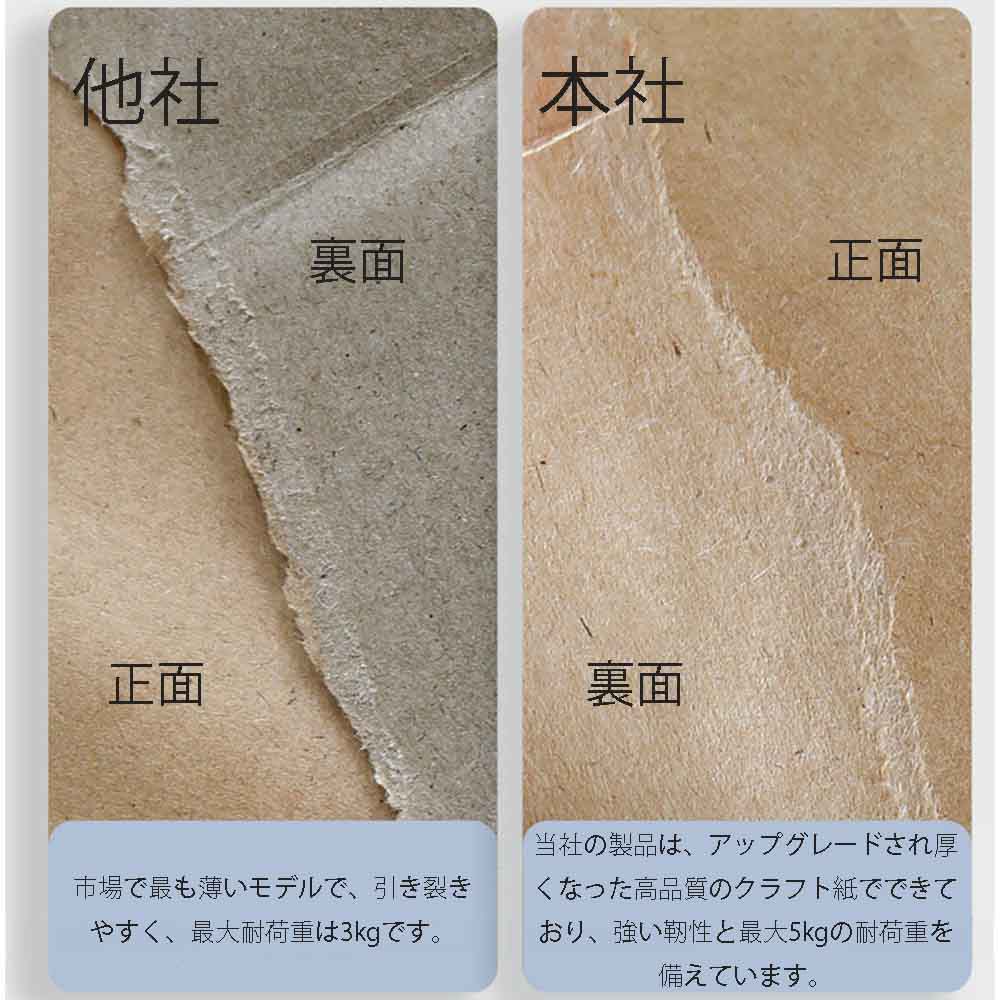 他社
裏面
正面
市場で最も薄いモデルで、引き裂き
やすく、最大耐荷重は3kgです。
本社
正面
裏面
当社の製品は、アップグレードされ厚
くなった高品質のクラフト紙でできて
おり、強い靭性と最大5kgの耐荷重を
備えています。